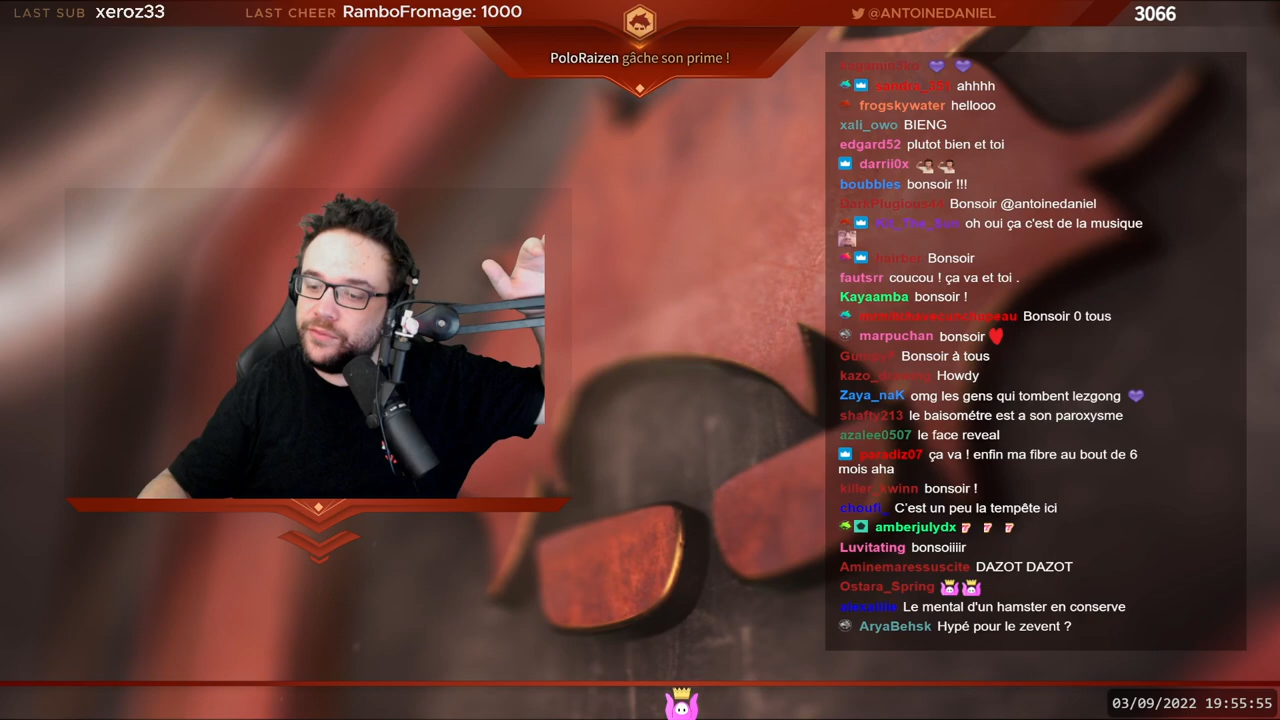 LAST SUB xeroz33
LAST CHEER RamboFromage: 1000
@ANTOINEDANIEL
3066
PoloRaizen gâche son prime !
ahhhh
frogskywater hellooo
xali_owo BIENG
edgard52 plutot bien et toi
darrii0x
boubbles bonsoir !!!
DarkPlugious44 Bonsoir @antoinedaniel
oh oui ça c'est de la musique
Bonsoir
fautsrr coucou ! ça va et toi .
Kayaamba bonsoir !
Bonsoir 0 tous
marpuchan bonsoir
Bonsoir à tous
Howdy
Zaya_naK omg les gens qui tombent lezgong
shafty213 le baisométre est a son paroxysme
azalee0507 le face reveal
paradiz07 ça va ! enfin ma fibre au bout de 6
mois aha
bonsoir !
choufi_ C'est un peu la tempête ici
amberjulydx
Luvitating bonsoiiiir
Aminemaressuscite DAZOT DAZOT
Ostara_Spring
Le mental d'un hamster en conserve
AryaBehsk Hypé pour le zevent ?
03/09/2022 19:55:55